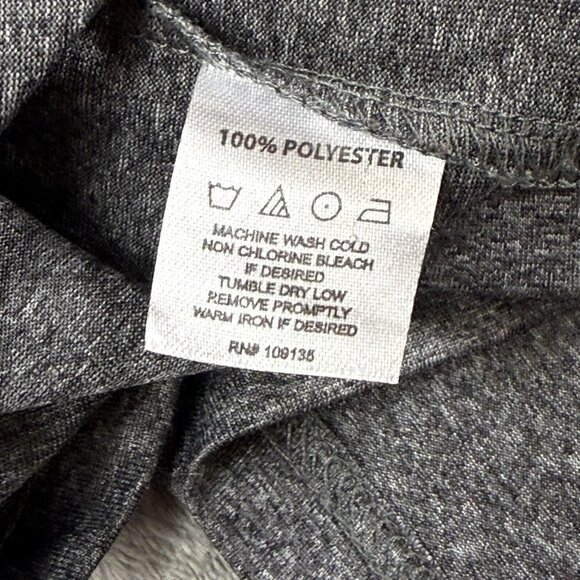 100% POLYESTER
MACHINE WASH COLD
NON CHLORINE BLEACH
IF DESIRED
TUMBLE DRY LOW
REMOVE PROMPTLY
WARM IRON IF DESIRED
RN# 109135